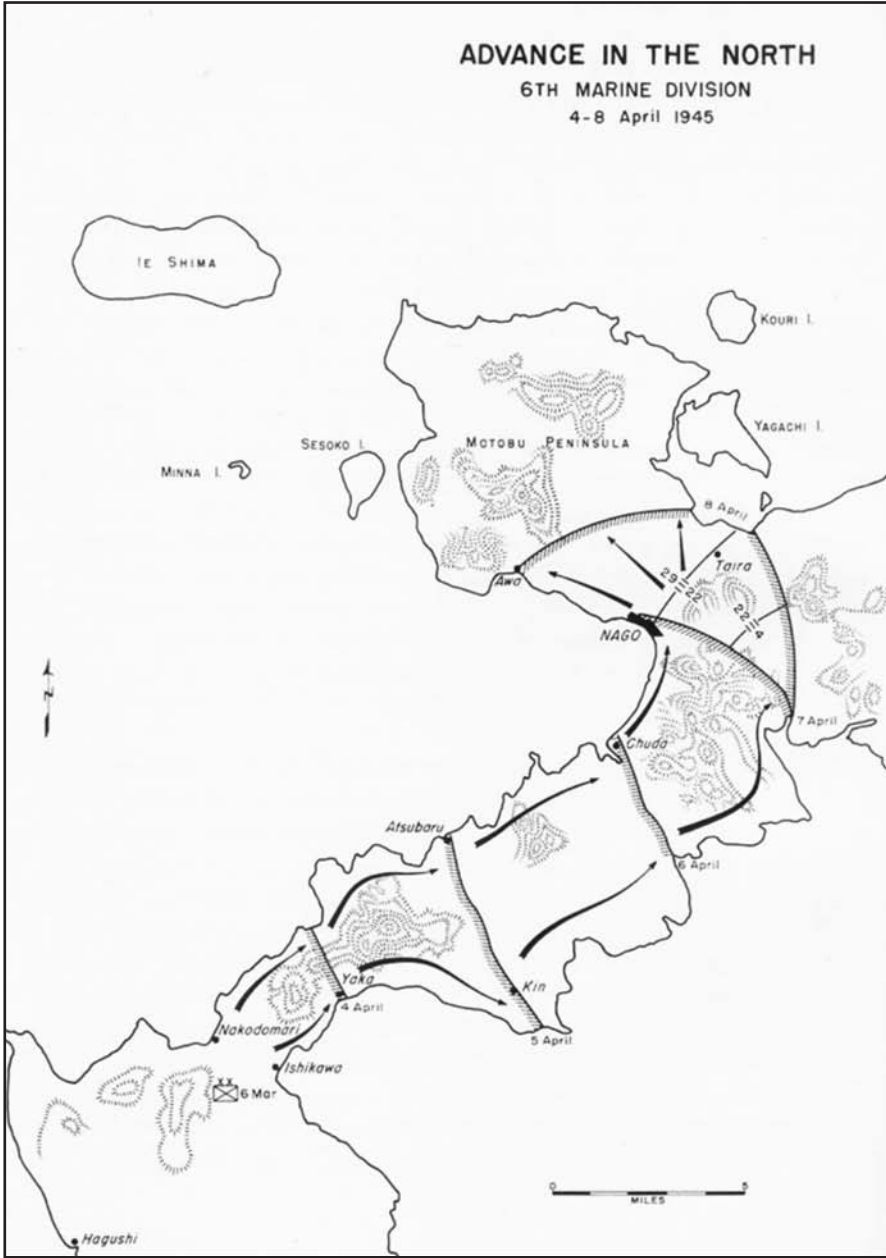 ADVANCE IN THE NORTH
6TH MARINE DIVISION
4-8 April 1945
IE SHIMA
KOURI I.
YAGACHI I.
SESOKO I.
MOTOBU PENINSULA
MINNA I.
8 April
Taira
Awa
29
22
22
4
NAGO
N
7 April
Chuda
Atsubaru
6 April
Kin
Yaka
4 April
5 April
Nakodomari
Ishikawa
XX
6 Mar
0 5
MILES
Hagushi